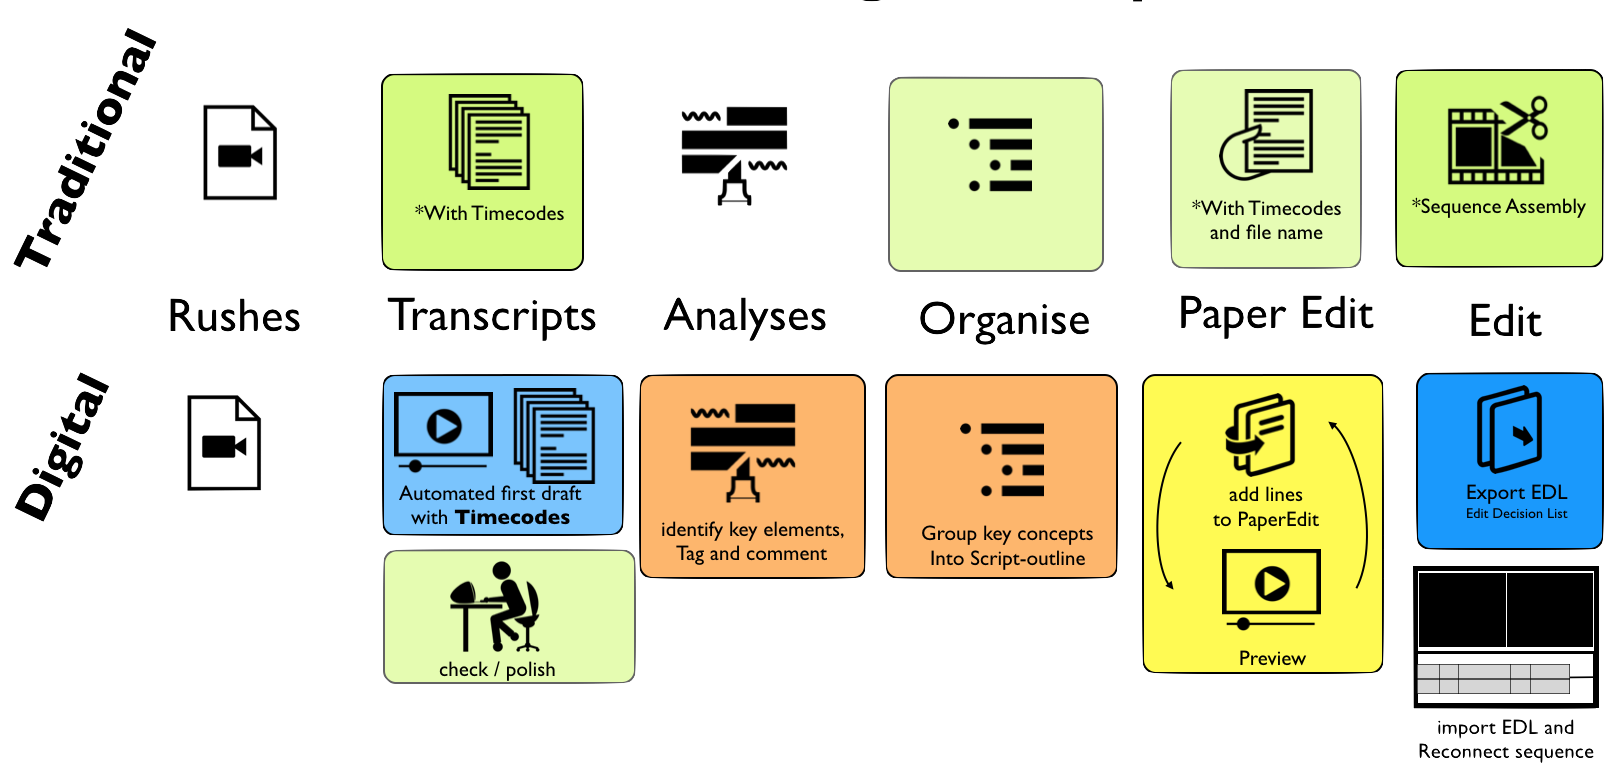 Traditional
*With Timecodes
*With Timecodes
and file name
*Sequence Assembly
Rushes
Transcripts
Analyses
Organise
Paper Edit
Edit
Digital
Automated first draft
with Timecodes
check / polish
identify key elements,
Tag and comment
Group key concepts
Into Script-outline
add lines
to PaperEdit
Preview
Export EDL
Edit Decision List
import EDL and
Reconnect sequence